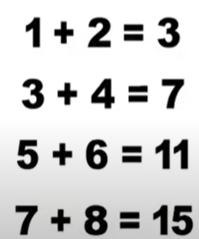 1 + 2 = 3
3 + 4 = 7
5 + 6 = 11
7 + 8 = 15